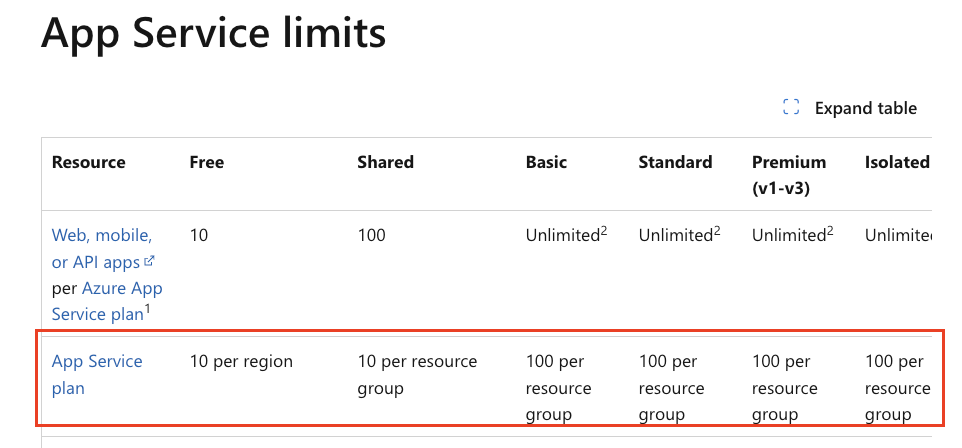 App Service limits
Expand table
Resource Free Shared Basic Standard Premium Isolated
(v1-v3)
Web, mobile, 10 100 Unlimited² Unlimited² Unlimited²
or API apps
per Azure App
Service plan¹
App Service 10 per region 10 per resource 100 per 100 per 100 per 100 per
plan group resource resource resource resource
group group group group